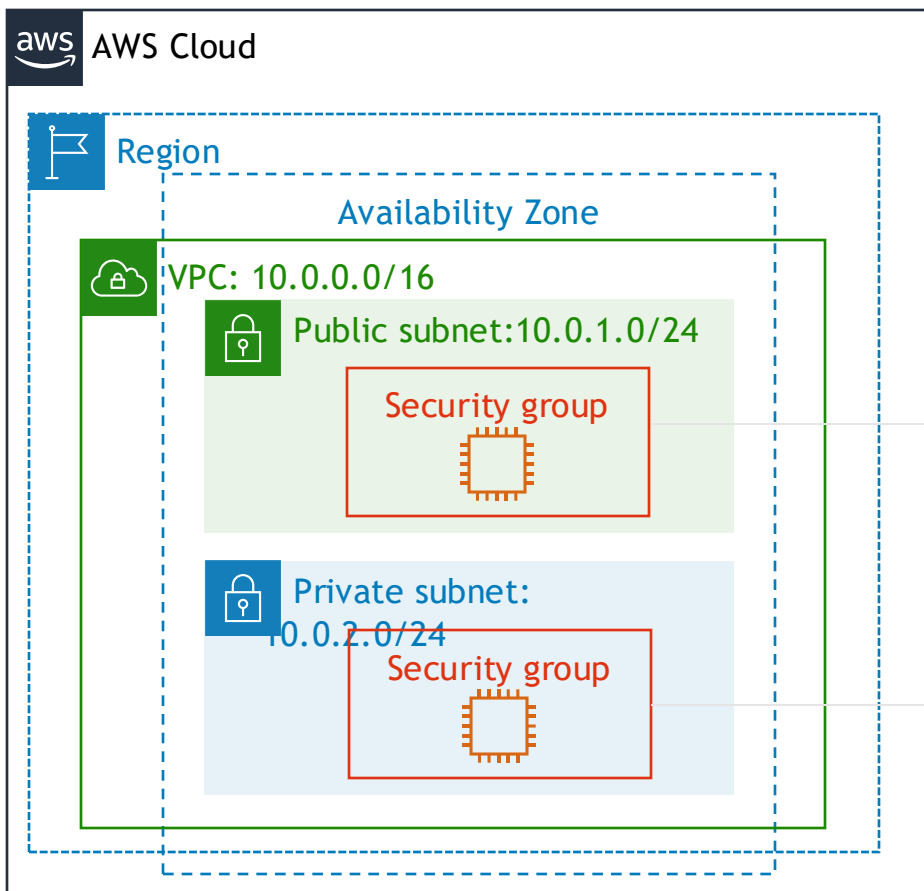 aws
AWS Cloud
Region
Availability Zone
VPC: 10.0.0.0/16
Public subnet:10.0.1.0/24
Security group
Private subnet:
10.0.2.0/24
Security group